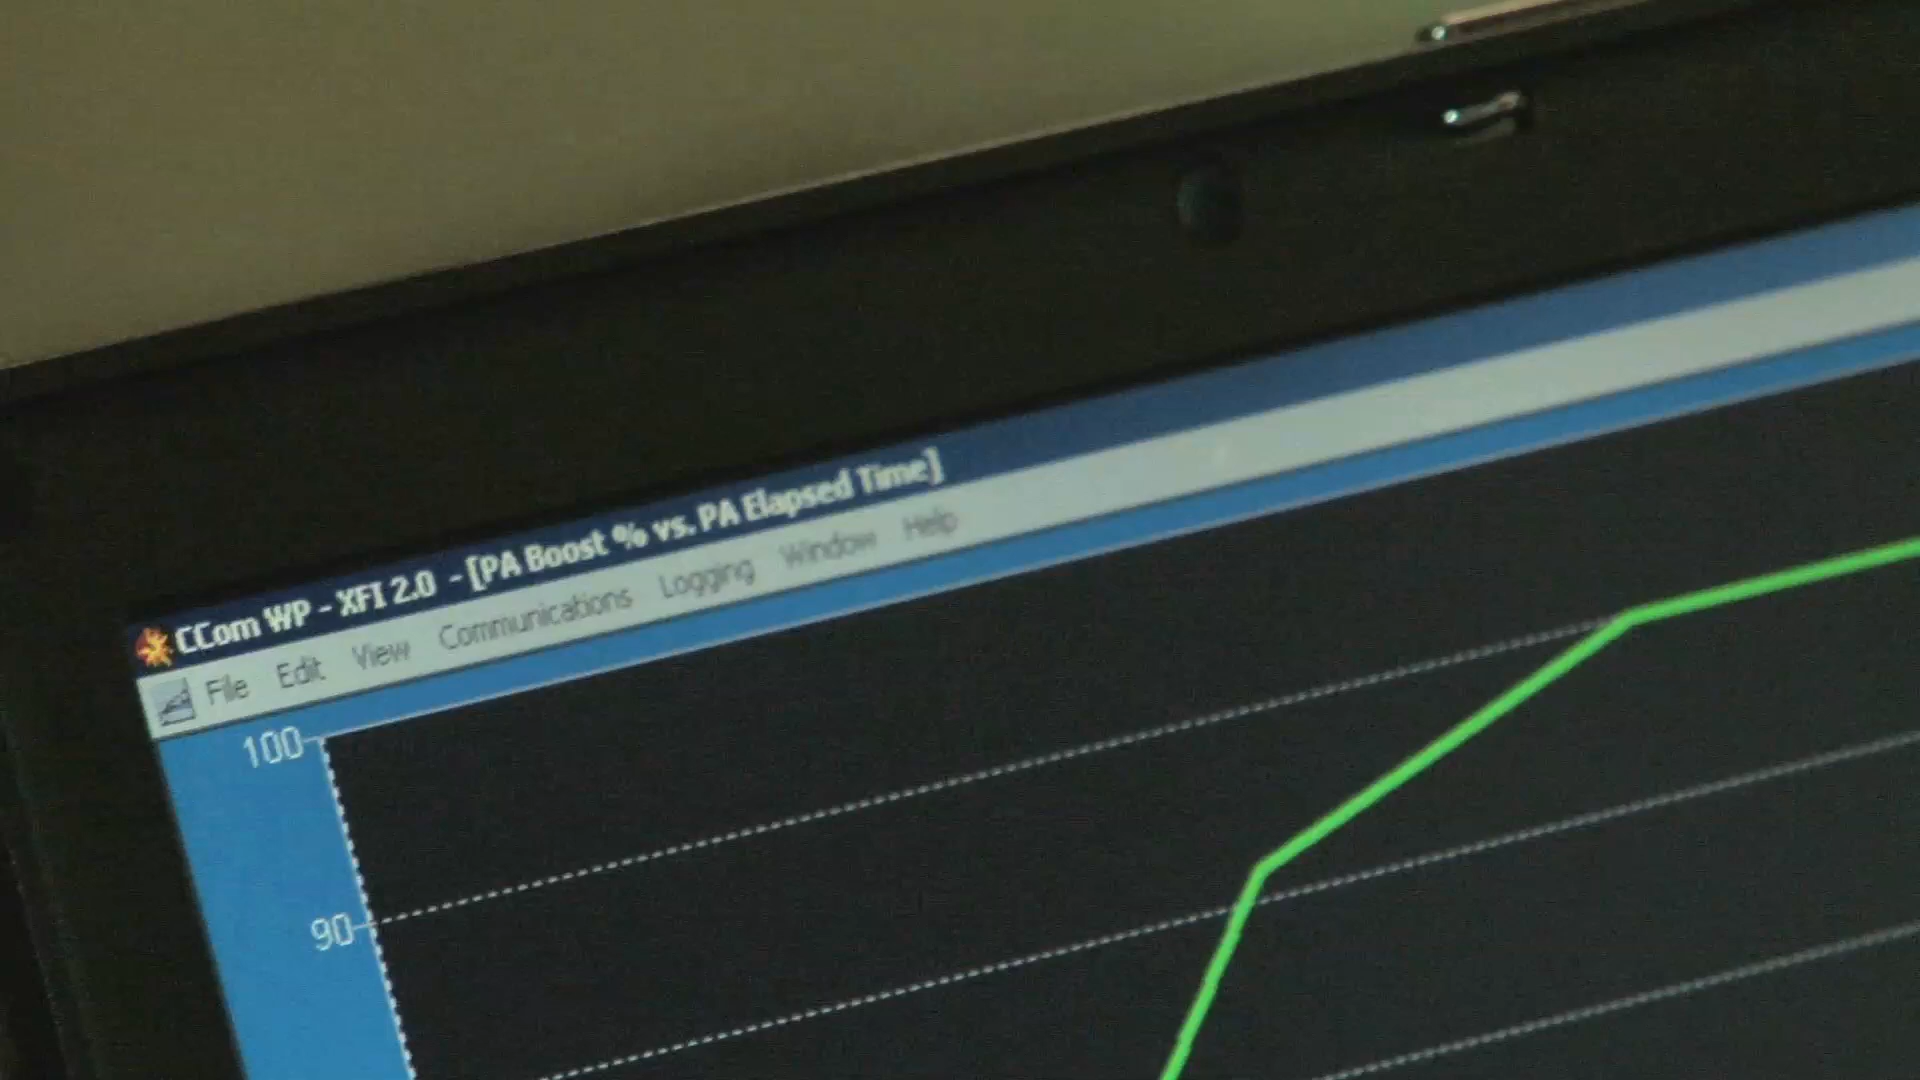 CCom WP - XFI 2.0 - [PA Boost % vs. PA Elapsed Time]
File Edit View Communications Logging Window Help
100
90